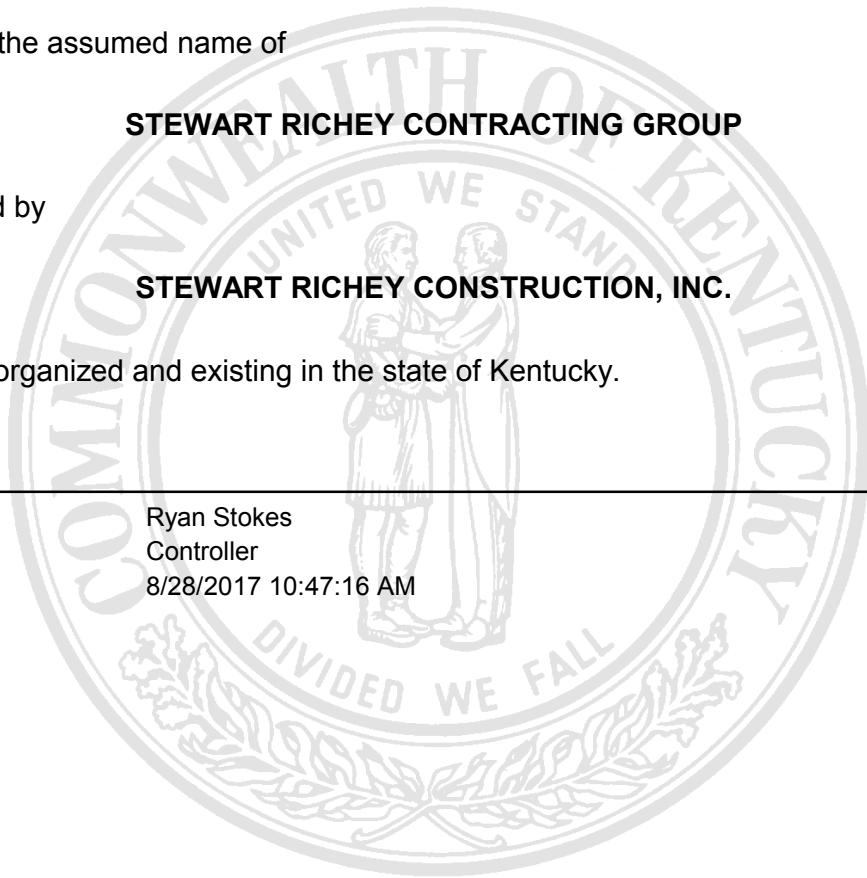 the assumed name of
STEWART RICHEY CONTRACTING GROUP
d by
STEWART RICHEY CONSTRUCTION, INC.
organized and existing in the state of Kentucky.
Ryan Stokes
Controller
8/28/2017 10:47:16 AM
COMMONWEALTH OF KENTUCKY
UNITED WE STAND
DIVIDED WE FALL